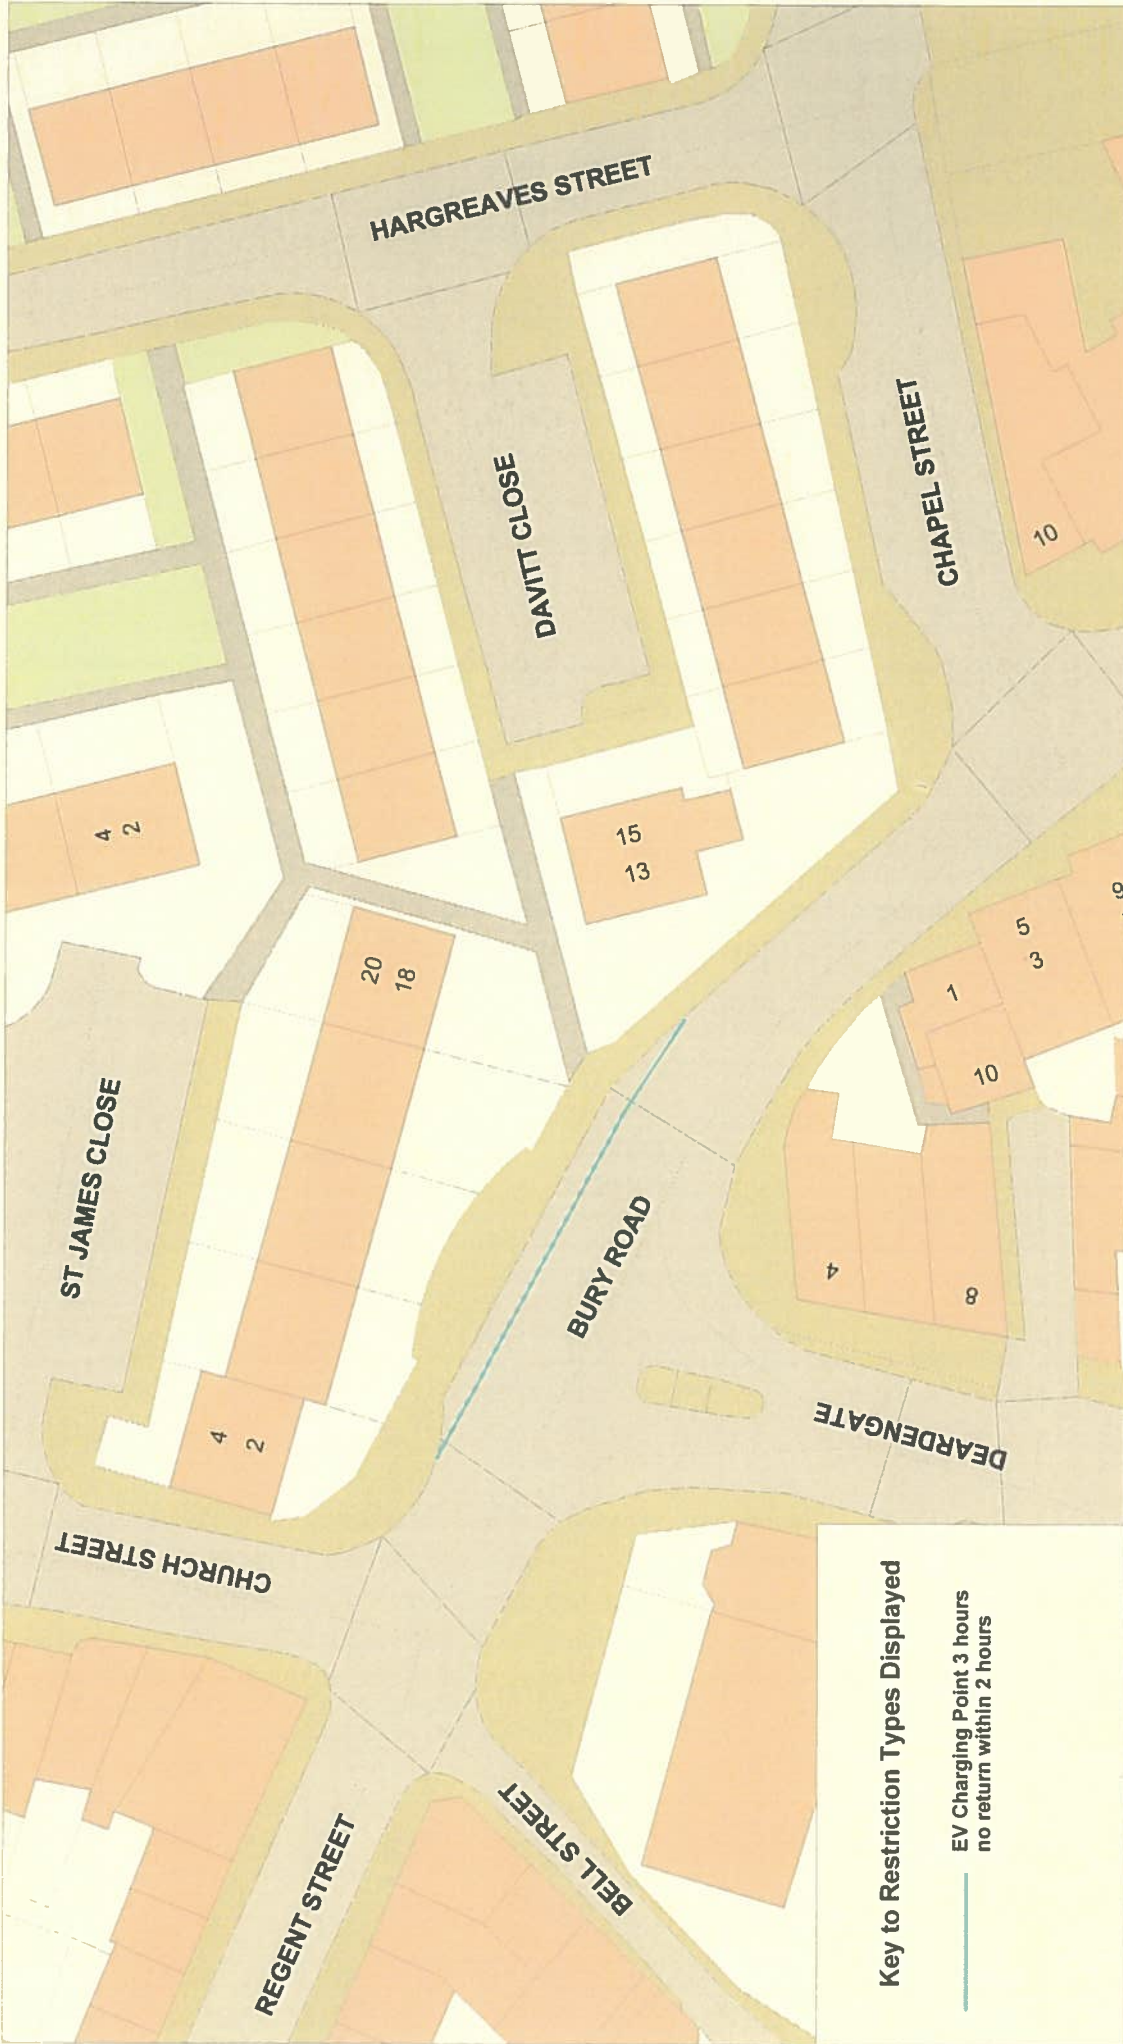 HARGREAVES STREET
DAVITT CLOSE
CHAPEL STREET
10
4
2
15
13
20
18
5
3
1
9
10
ST JAMES CLOSE
BURY ROAD
4
8
4
2
DEARDENGATE
CHURCH STREET
REGENT STREET
BELL STREET
Key to Restriction Types Displayed
EV Charging Point 3 hours
no return within 2 hours